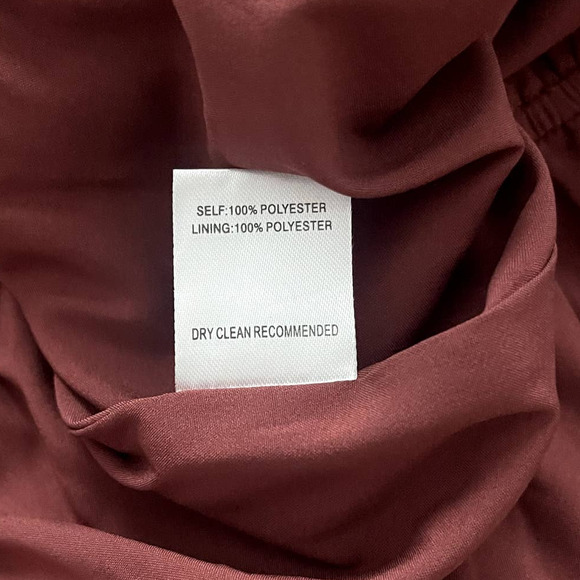 SELF:100% POLYESTER
LINING:100% POLYESTER
DRY CLEAN RECOMMENDED